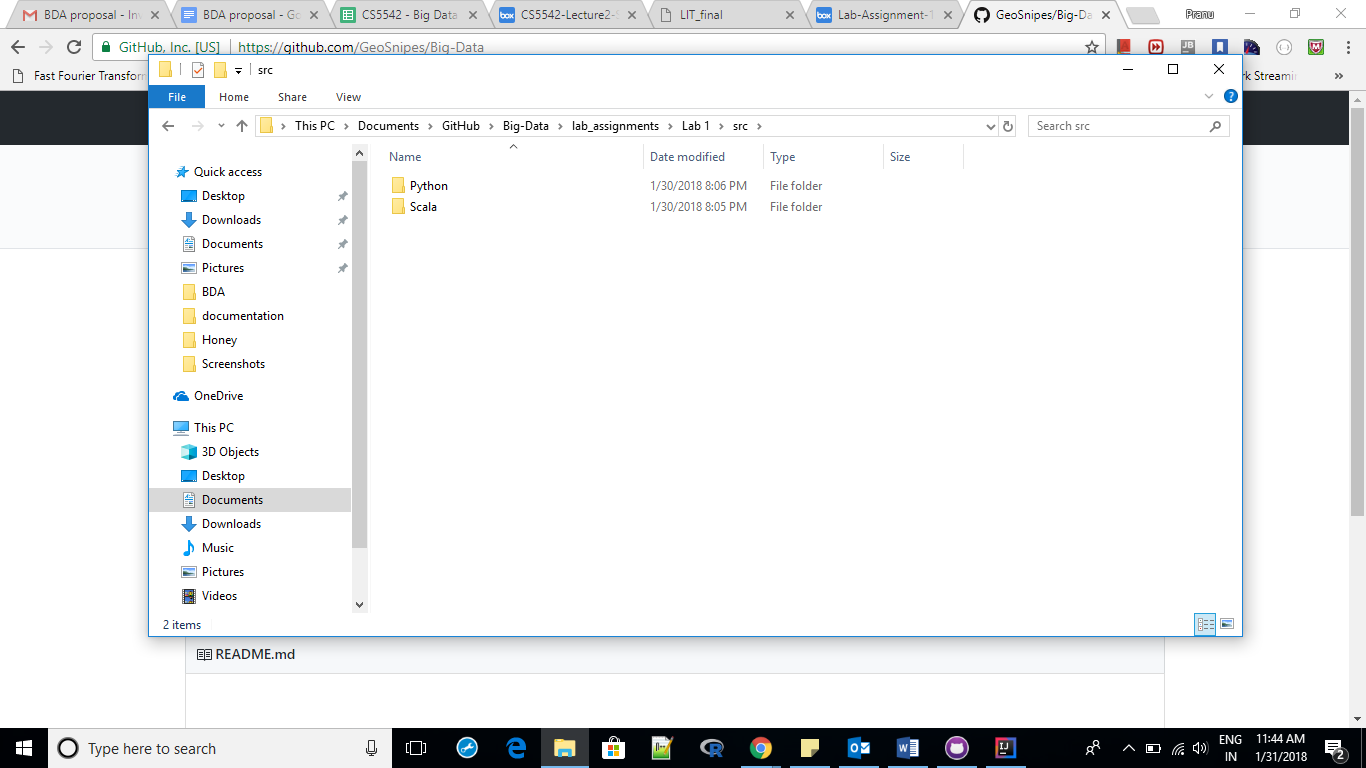 BDA proposal - Inv
BDA proposal - Go
CS5542 - Big Data
CS5542-Lecture2-
LIT_final
Lab-Assignment-
GeoSnipes/Big-Da
Pranu
GitHub, Inc. [US]
https://github.com/GeoSnipes/Big-Data
Fast Fourier Transfor
rk Streami
src
File
Home
Share
View
This PC > Documents > GitHub > Big-Data > lab_assignments > Lab 1 > src >
Search src
Name
Date modified
Type
Size
Python
1/30/2018 8:06 PM
File folder
Scala
1/30/2018 8:05 PM
File folder
Quick access
Desktop
Downloads
Documents
Pictures
BDA
documentation
Honey
Screenshots
OneDrive
This PC
3D Objects
Desktop
Documents
Downloads
Music
Pictures
Videos
2 items
README.md
Type here to search
ENG
IN
11:44 AM
1/31/2018
2